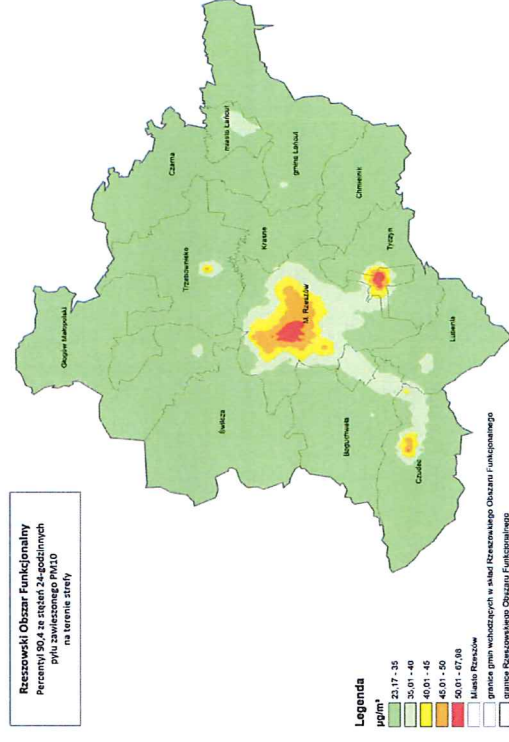 Rzeszowski Obszar Funkcjonalny
Percentyl 90,4 ze stężeń 24-godzinnych
pyłu zawieszonego PM10
na terenie strefy
Głogów Małopolski
Czarna
miasto Łańcut
Trzebownisko
gmina Łańcut
Świlcza
Krasne
Chmielnik
M. Rzeszów
Tyczyn
Boguchwała
Lubenia
Czudec
Legenda
µg/m³
23,17 - 35
35,01 - 40
40,01 - 45
45,01 - 50
50,01 - 67,98
Miasto Rzeszów
granice gmin wchodzących w skład Rzeszowskiego Obszaru Funkcjonalnego
granice Rzeszowskiego Obszaru Funkcjonalnego